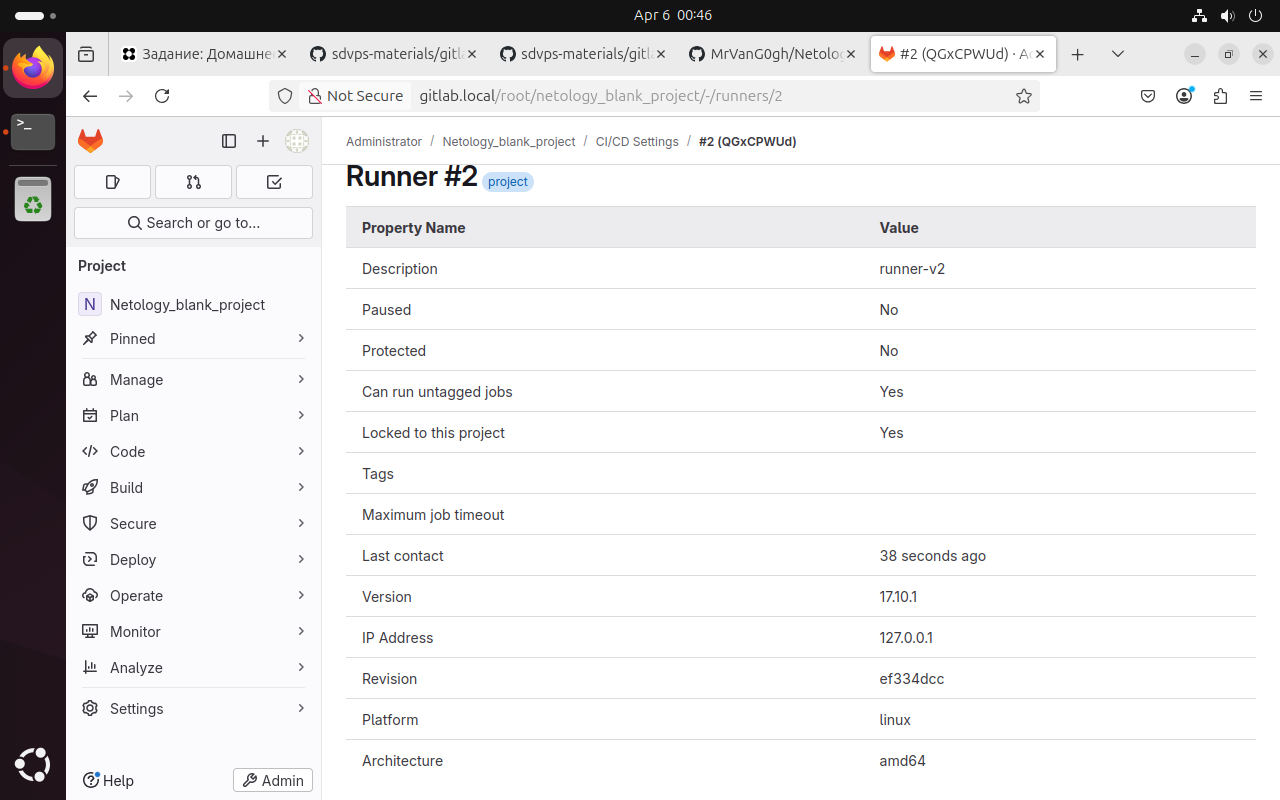 Apr 6 00:46
Задание: Домашне
sdvps-materials/gitla
sdvps-materials/gitla
MrVanG0gh/Netolog
#2 (QGxCPWUd) · Ad
Not Secure gitlab.local/root/netology_blank_project/-/runners/2
Administrator / Netology_blank_project / CI/CD Settings / #2 (QGxCPWUd)
Search or go to...
Project
N Netology_blank_project
Pinned
Manage
Plan
Code
Build
Secure
Deploy
Operate
Monitor
Analyze
Settings
Help
Admin
Runner #2 project
Property Name Value
Description runner-v2
Paused No
Protected No
Can run untagged jobs Yes
Locked to this project Yes
Tags
Maximum job timeout
Last contact 38 seconds ago
Version 17.10.1
IP Address 127.0.0.1
Revision ef334dcc
Platform linux
Architecture amd64